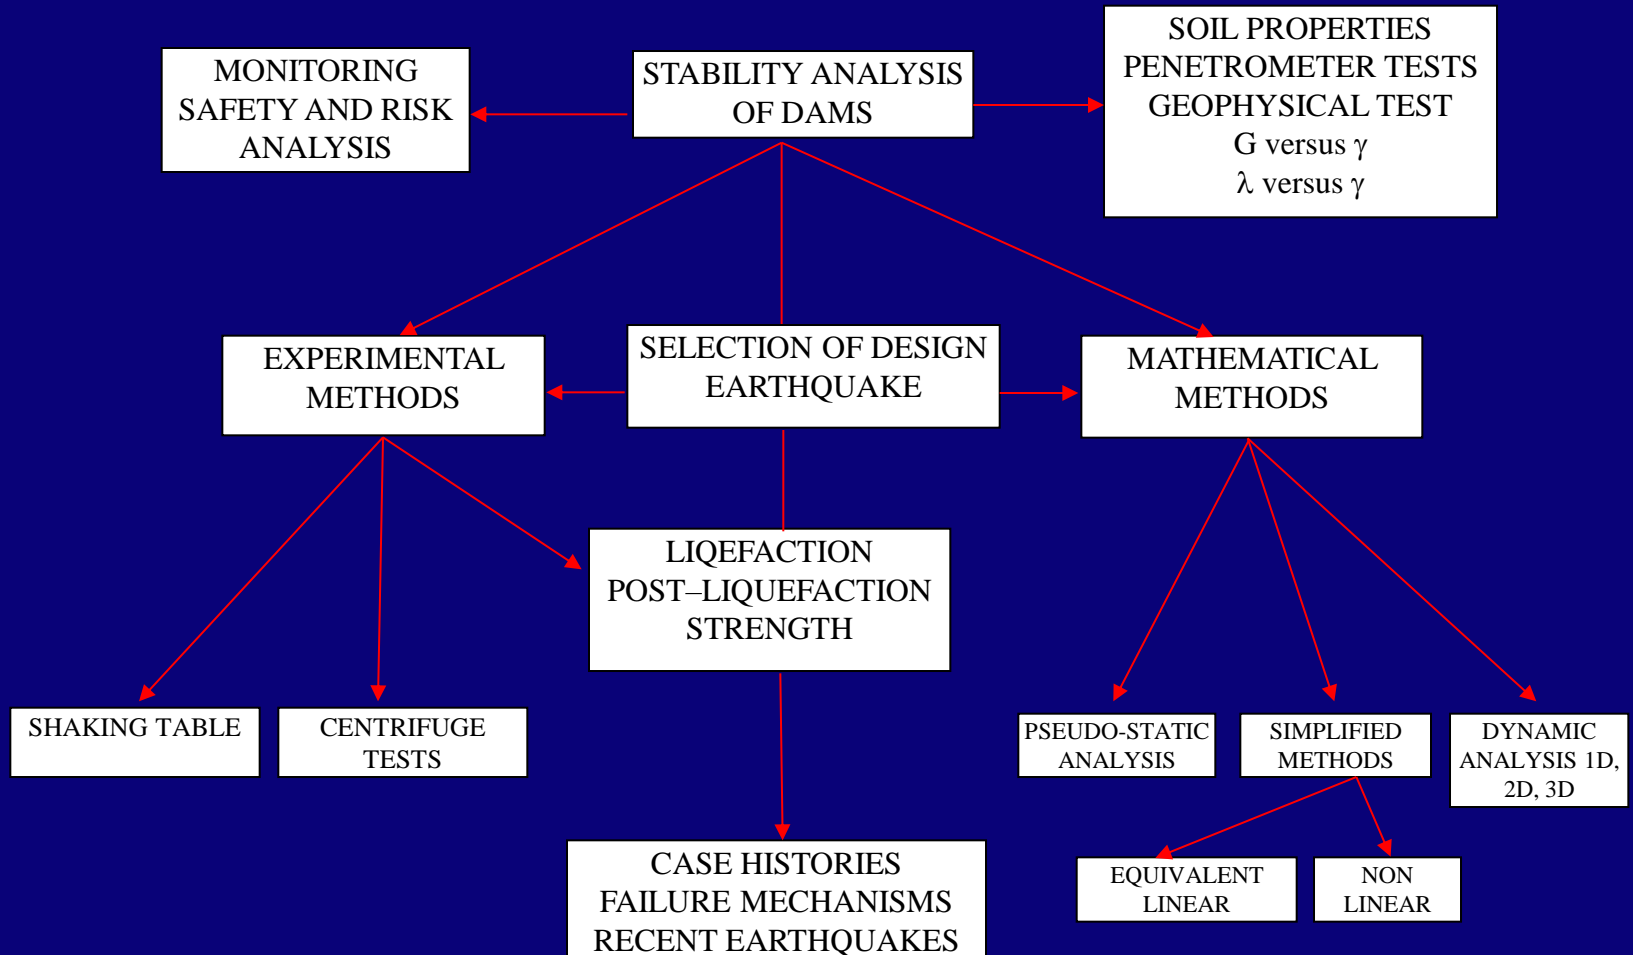 MONITORING
SAFETY AND RISK
ANALYSIS
STABILITY ANALYSIS
OF DAMS
SOIL PROPERTIES
PENETROMETER TESTS
GEOPHYSICAL TEST
G versus γ
λ versus γ
EXPERIMENTAL
METHODS
SELECTION OF DESIGN
EARTHQUAKE
MATHEMATICAL
METHODS
LIQEFACTION
POST–LIQUEFACTION
STRENGTH
SHAKING TABLE
CENTRIFUGE
TESTS
PSEUDO-STATIC
ANALYSIS
SIMPLIFIED
METHODS
DYNAMIC
ANALYSIS 1D,
2D, 3D
CASE HISTORIES
FAILURE MECHANISMS
RECENT EARTHQUAKES
EQUIVALENT
LINEAR
NON
LINEAR